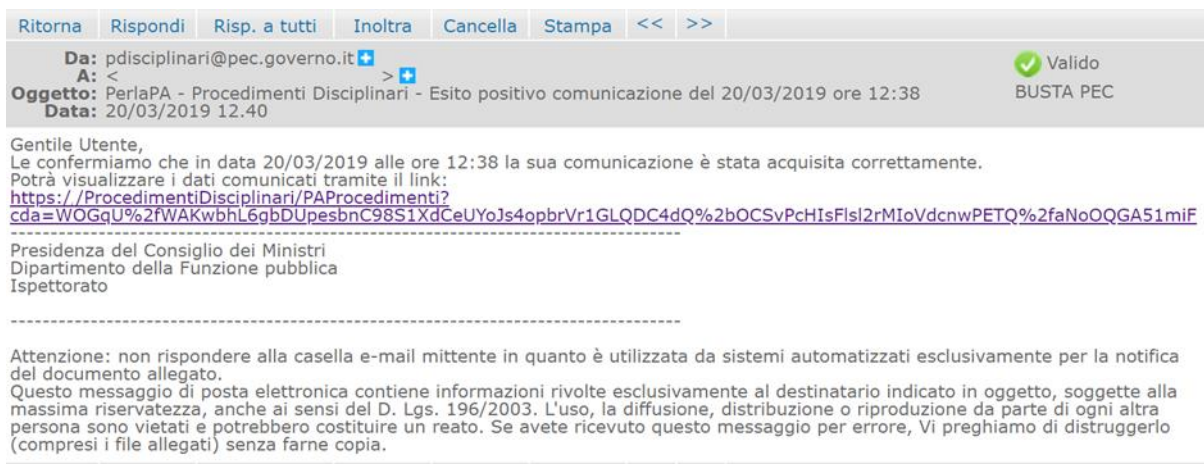 Ritorna Rispondi Risp. a tutti Inoltra Cancella Stampa << >>
Da: pdisciplinari@pec.governo.it
A: < >
Oggetto: PerlaPA - Procedimenti Disciplinari - Esito positivo comunicazione del 20/03/2019 ore 12:38
Data: 20/03/2019 12.40
Valido
BUSTA PEC
Gentile Utente,
Le confermiamo che in data 20/03/2019 alle ore 12:38 la sua comunicazione è stata acquisita correttamente.
Potrà visualizzare i dati comunicati tramite il link:
https://ProcedimentiDisciplinari/PAProcedimenti?
cda=WOGqU%2fWAKwbhL6gbDUpesbnC98S1XdCeUYoJs4opbrVr1GLQDC4dQ%2bOCSvPcHIsFlsl2rMIoVdcnwPETQ%2faNoOQGA51miF
-------------------------------------------------------------------------------------
Presidenza del Consiglio dei Ministri
Dipartimento della Funzione pubblica
Ispettorato
-------------------------------------------------------------------------------------
Attenzione: non rispondere alla casella e-mail mittente in quanto è utilizzata da sistemi automatizzati esclusivamente per la notifica
del documento allegato.
Questo messaggio di posta elettronica contiene informazioni rivolte esclusivamente al destinatario indicato in oggetto, soggette alla
massima riservatezza, anche ai sensi del D. Lgs. 196/2003. L'uso, la diffusione, distribuzione o riproduzione da parte di ogni altra
persona sono vietati e potrebbero costituire un reato. Se avete ricevuto questo messaggio per errore, Vi preghiamo di distruggerlo
(compresi i file allegati) senza farne copia.